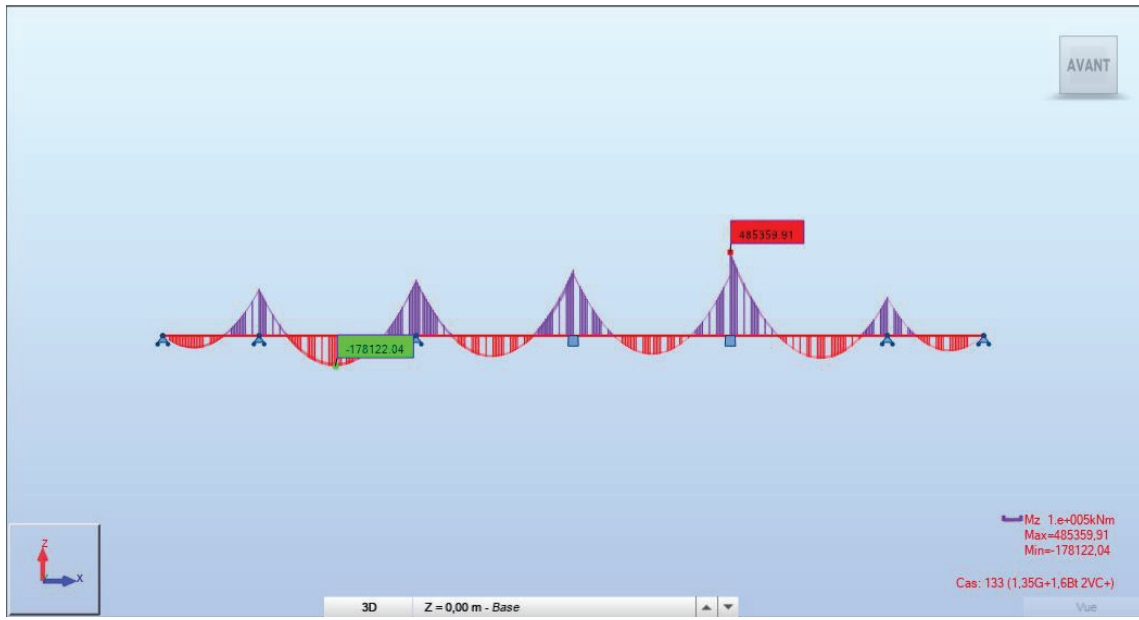 AVANT
485359.91
-178122.04
Mz 1.e+005kNm
Max=485359,91
Min=-178122,04
Cas: 133 (1,35G+1,6Bt 2VC+)
Z
X
3D Z = 0,00 m - Base
Vue